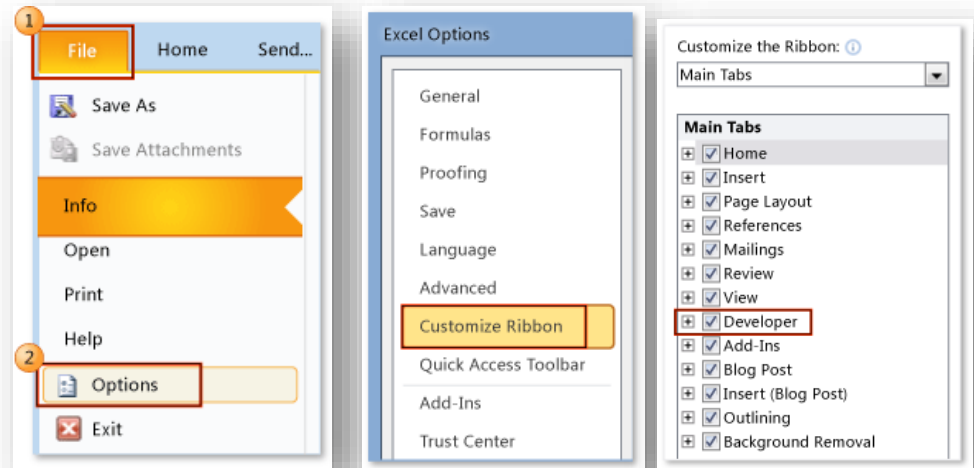 1
File Home Send...
Save As
Save Attachments
Info
Open
Print
Help
2
Options
Exit
Excel Options
General
Formulas
Proofing
Save
Language
Advanced
Customize Ribbon
Quick Access Toolbar
Add-Ins
Trust Center
Customize the Ribbon:
Main Tabs
Main Tabs
Home
Insert
Page Layout
References
Mailings
Review
View
Developer
Add-Ins
Blog Post
Insert (Blog Post)
Outlining
Background Removal